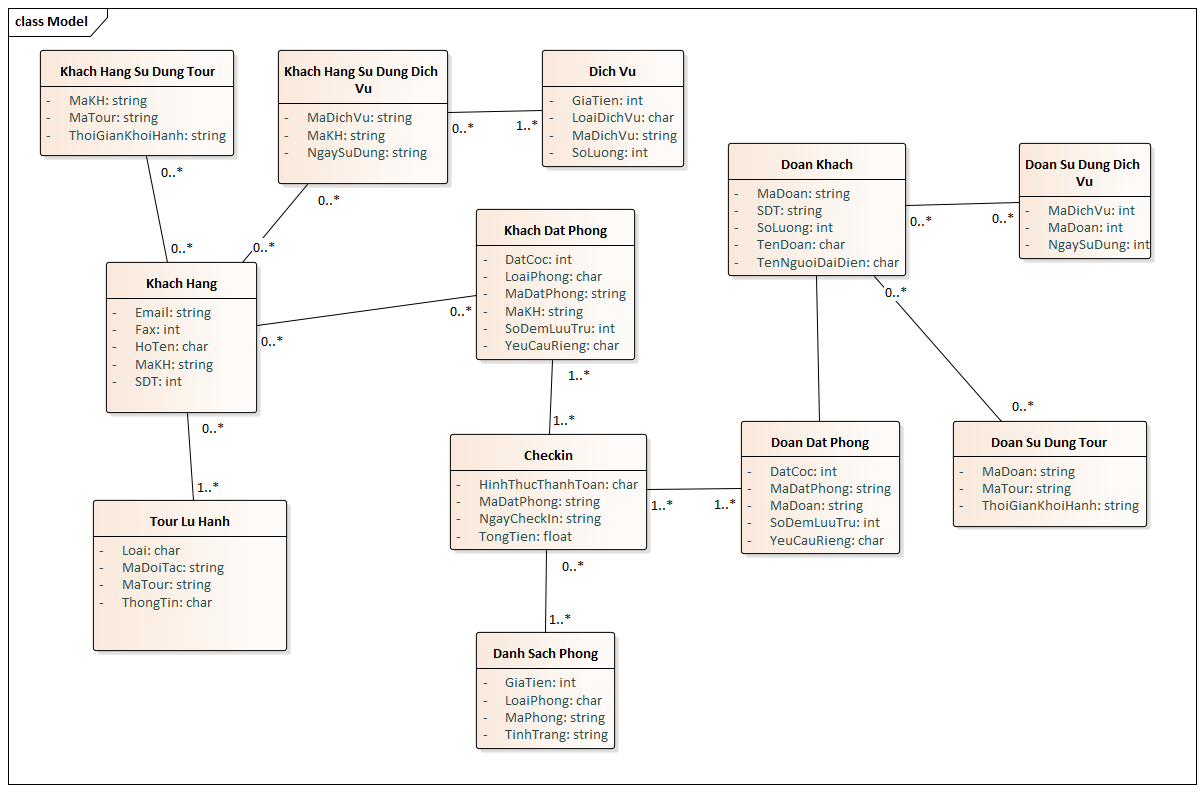 class Model
Khach Hang Su Dung Tour
- MaKH: string
- MaTour: string
- ThoiGianKhoiHanh: string
Khach Hang Su Dung Dich
Vu
- MaDichVu: string
- MaKH: string
- NgaySuDung: string
Dich Vu
- GiaTien: int
- LoaiDichVu: char
- MaDichVu: string
- SoLuong: int
0..*
1..*
0..*
0..*
0..*
0..*
Doan Khach
- MaDoan: string
- SDT: string
- SoLuong: int
- TenDoan: char
- TenNguoiDaiDien: char
Doan Su Dung Dich
Vu
- MaDichVu: int
- MaDoan: int
- NgaySuDung: int
0..*
0..*
Khach Hang
- Email: string
- Fax: int
- HoTen: char
- MaKH: string
- SDT: int
Khach Dat Phong
- DatCoc: int
- LoaiPhong: char
- MaDatPhong: string
- MaKH: string
- SoDemLuuTru: int
- YeuCauRieng: char
0..*
0..*
0..*
0..*
1..*
1..*
0..*
1..*
Checkin
- HinhThucThanhToan: char
- MaDatPhong: string
- NgayCheckIn: string
- TongTien: float
1..*
1..*
Doan Dat Phong
- DatCoc: int
- MaDatPhong: string
- MaDoan: string
- SoDemLuuTru: int
- YeuCauRieng: char
Doan Su Dung Tour
- MaDoan: string
- MaTour: string
- ThoiGianKhoiHanh: string
Tour Lu Hanh
- Loai: char
- MaDoiTac: string
- MaTour: string
- ThongTin: char
0..*
1..*
Danh Sach Phong
- GiaTien: int
- LoaiPhong: char
- MaPhong: string
- TinhTrang: string